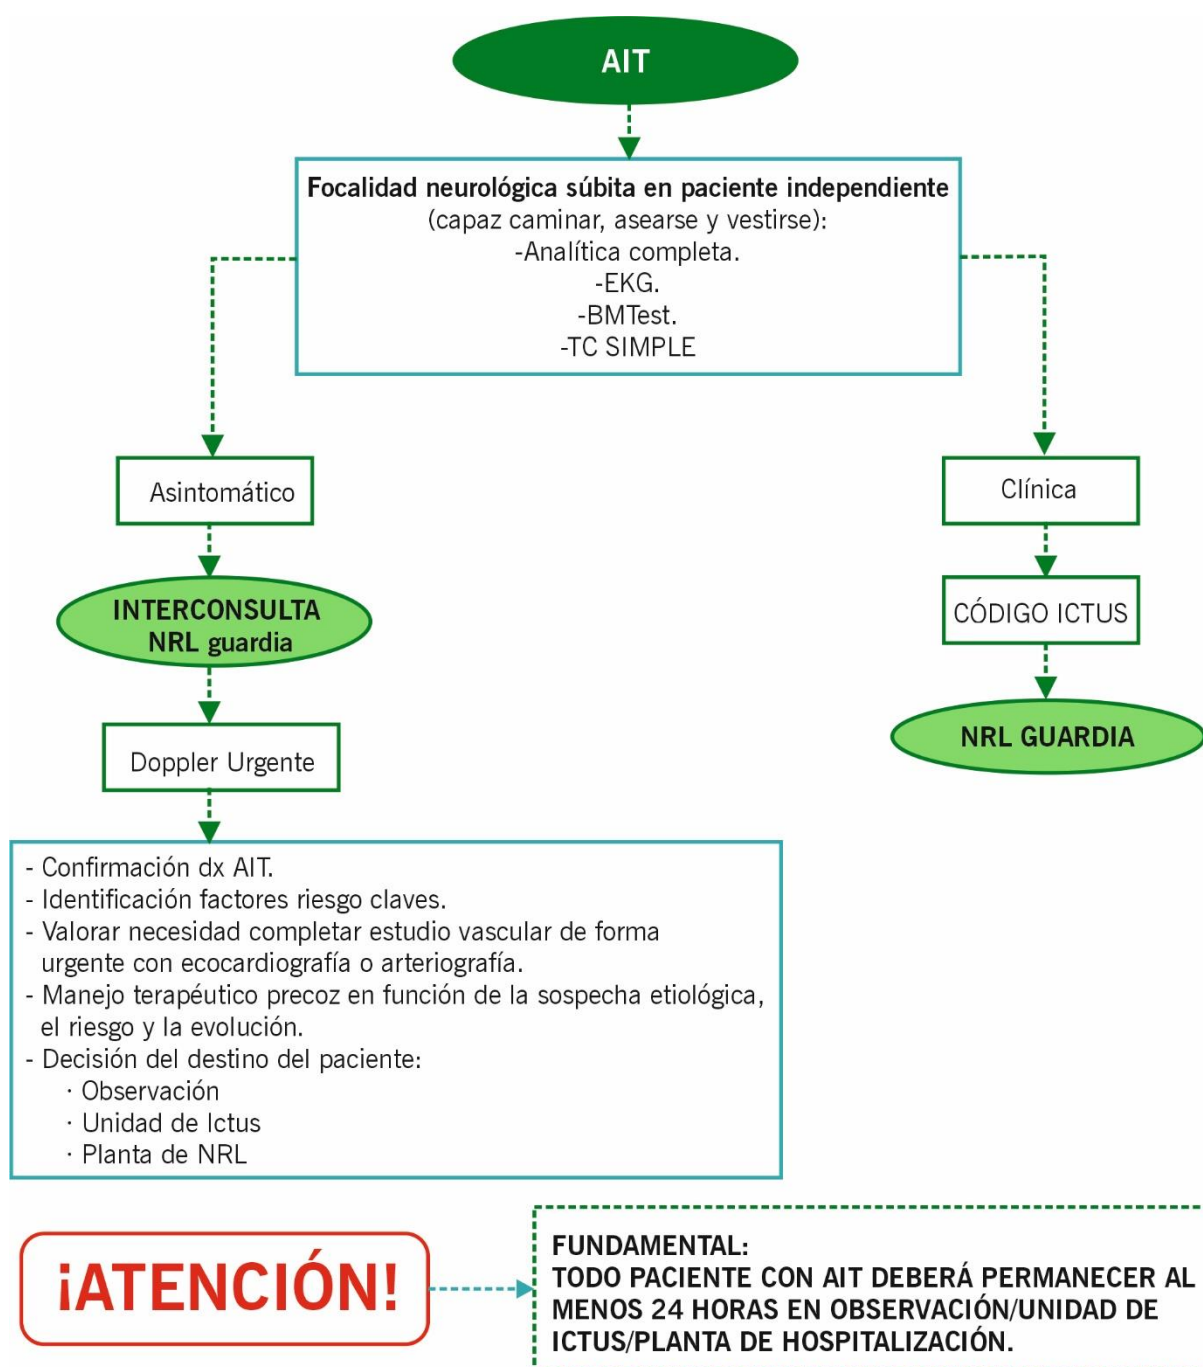 AIT
Focalidad neurológica súbita en paciente independiente
(capaz caminar, asearse y vestirse):
-Analítica completa.
-EKG.
-BMTest.
-TC SIMPLE
Asintomático
Clínica
INTERCONSULTA
NRL guardia
CÓDIGO ICTUS
Doppler Urgente
NRL GUARDIA
- Confirmación dx AIT.
- Identificación factores riesgo claves.
- Valorar necesidad completar estudio vascular de forma
urgente con ecocardiografía o arteriografía.
- Manejo terapéutico precoz en función de la sospecha etiológica,
el riesgo y la evolución.
- Decisión del destino del paciente:
· Observación
· Unidad de Ictus
· Planta de NRL
¡ATENCIÓN!
FUNDAMENTAL:
TODO PACIENTE CON AIT DEBERÁ PERMANECER AL
MENOS 24 HORAS EN OBSERVACIÓN/UNIDAD DE
ICTUS/PLANTA DE HOSPITALIZACIÓN.